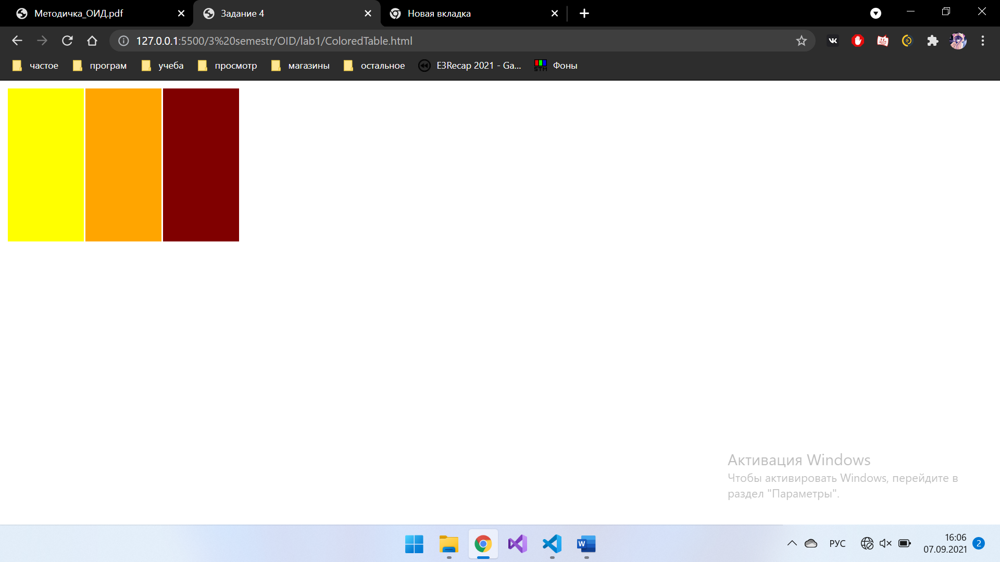 Методичка_ОИД.pdf
Задание 4
Новая вкладка
127.0.0.1:5500/3%20semestr/OID/lab1/ColoredTable.html
частое
програм
учеба
просмотр
магазины
остальное
E3Recap 2021 - Ga...
STM
Фоны
Активация Windows
Чтобы активировать Windows, перейдите в
раздел "Параметры".
РУС
16:06
07.09.2021
2